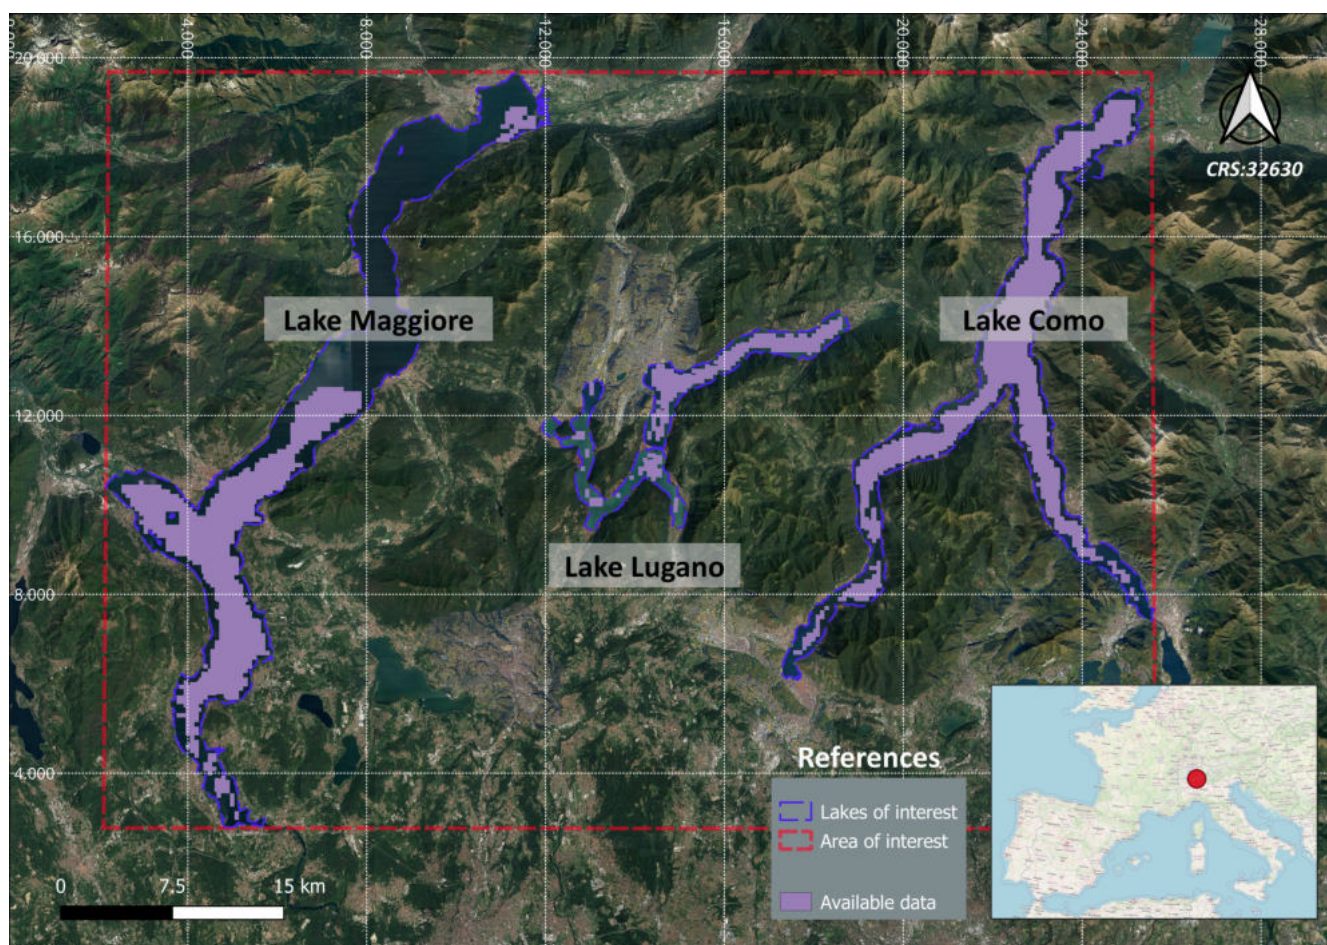 4.000 8.000 12.000 16.000 20.000 24.000 28.000
20.000
CRS:32630
16.000
Lake Maggiore
Lake Como
12.000
Lake Lugano
8.000
4.000
References
Lakes of interest
Area of interest
Available data
0 7.5 15 km